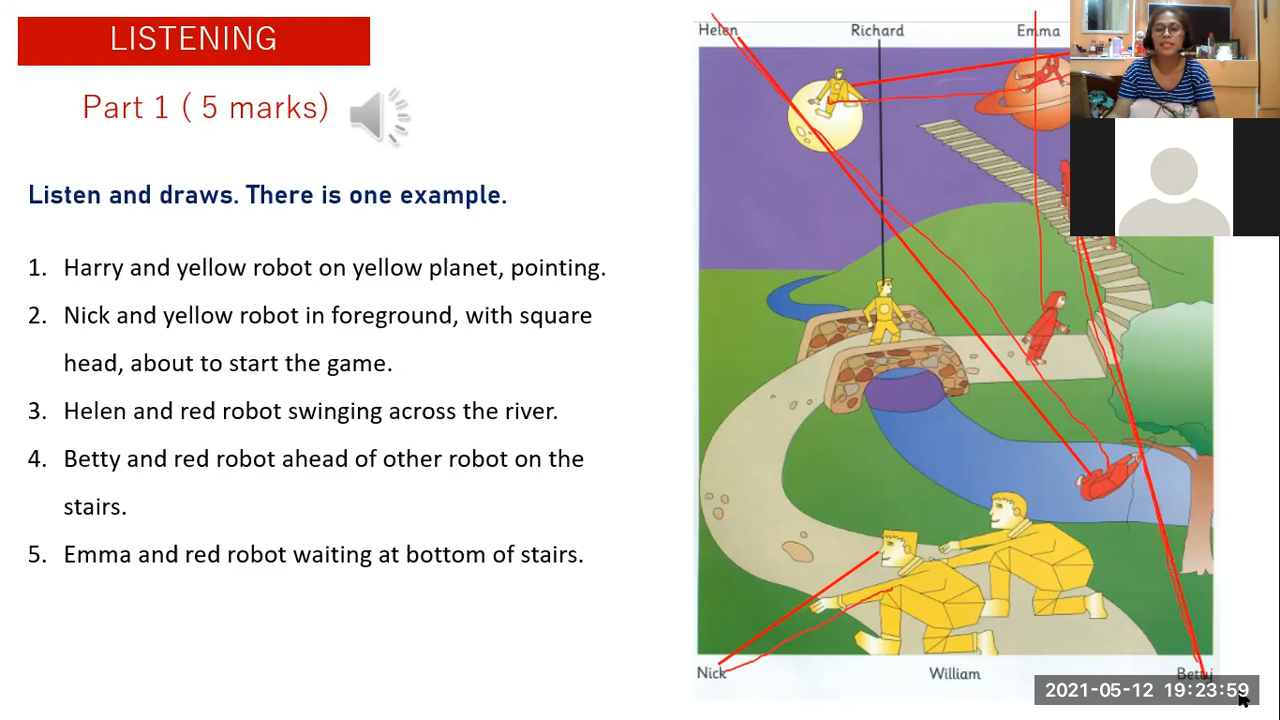 LISTENING
Part 1 ( 5 marks)
Listen and draws. There is one example.
1. Harry and yellow robot on yellow planet, pointing.
2. Nick and yellow robot in foreground, with square
head, about to start the game.
3. Helen and red robot swinging across the river.
4. Betty and red robot ahead of other robot on the
stairs.
5. Emma and red robot waiting at bottom of stairs.
Helen Richard Emma
Nick William Betty
2021-05-12 19:23:59